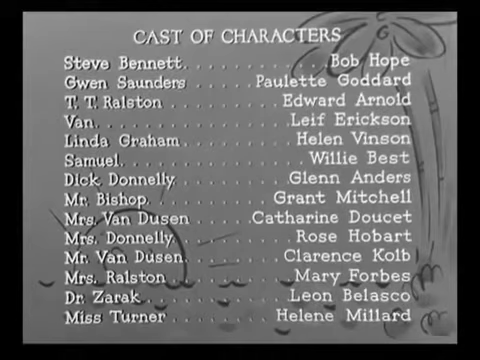 CAST OF CHARACTERS
Steve Bennett. . . . . . . . . . . .Bob Hope
Gwen Saunders . . . . . Paulette Goddard
T. T. Ralston . . . . . . . . . Edward Arnold
Van. . . . . . . . . . . . . . . Leif Erickson
Linda Graham. . . . . . . . . Helen Vinson
Samuel. . . . . . . . . . . . . . Willie Best
Dick Donnelly. . . . . . . . . .Glenn Anders
Mr. Bishop. . . . . . . . . Grant Mitchell
Mrs. Van Dusen . . . . .Catharine Doucet
Mrs. Donnelly. . . . . . . . . Rose Hobart
Mr. Van Dusen. . . . . . . Clarence Kolb
Mrs. Ralston . . . . . . . . . Mary Forbes
Dr. Zarak. . . . . . . . . . .Leon Belasco
Miss Turner . . . . . . . . Helene Millard